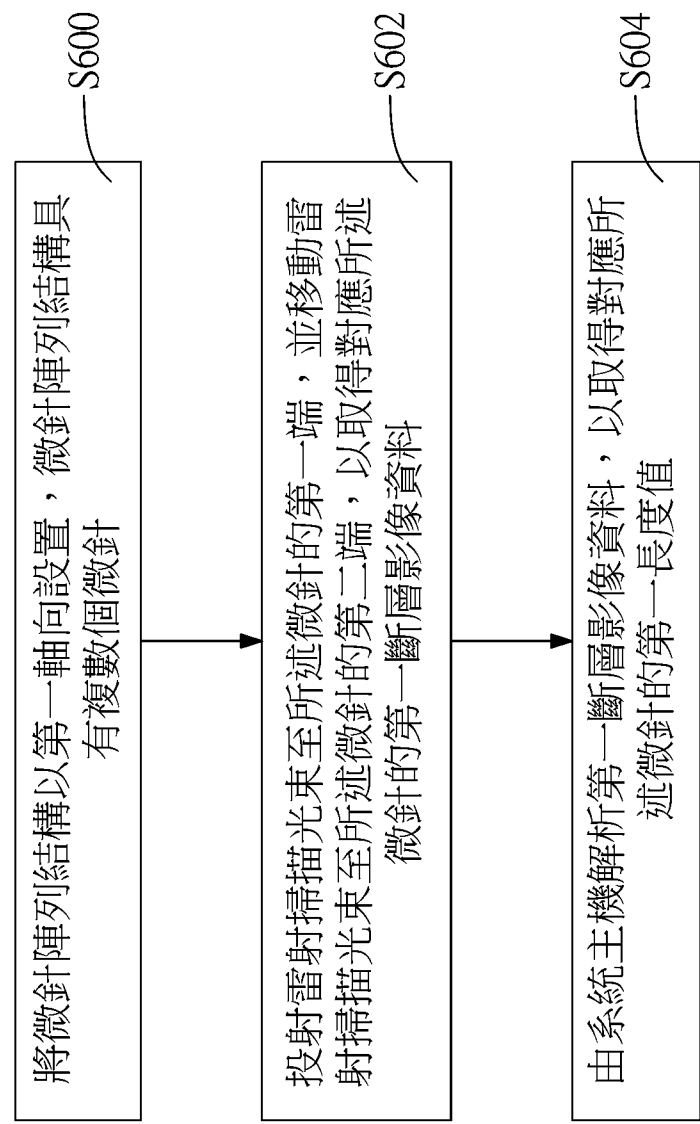 將微針陣列結構以第一軸向設置，微針陣列結構具
有複數個微針
S600
投射雷射掃描光束至所述微針的第一端，並移動雷
射掃描光束至所述微針的第二端，以取得對應所述
微針的第一斷層影像資料
S602
由系統主機解析第一斷層影像資料，以取得對應所
述微針的第一長度值
S604